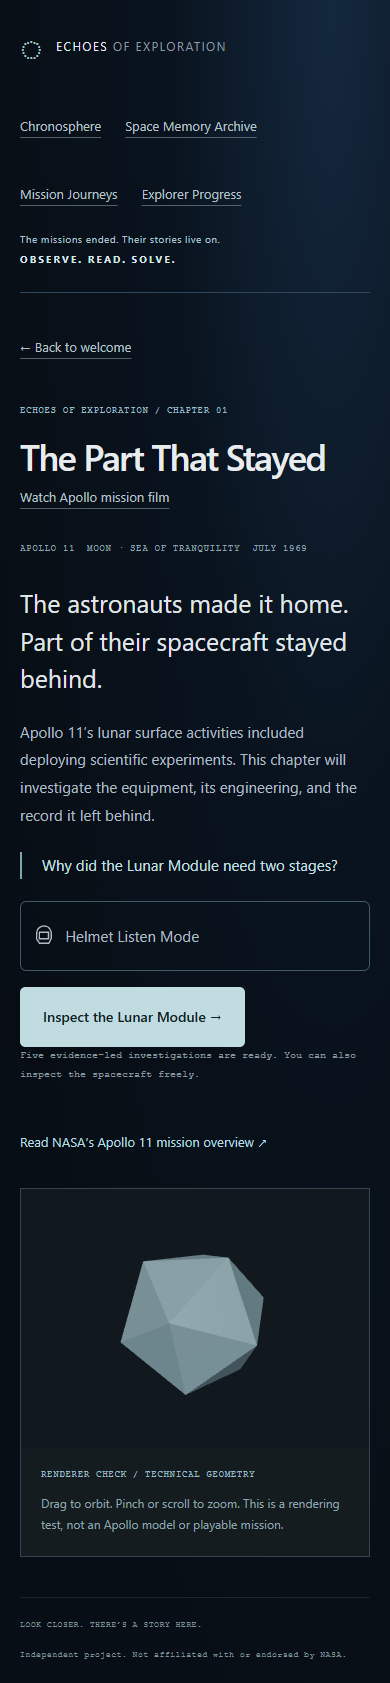 ECHOES OF EXPLORATION
Chronosphere Space Memory Archive
Mission Journeys Explorer Progress
The missions ended. Their stories live on.
OBSERVE. READ. SOLVE.
← Back to welcome
ECHOES OF EXPLORATION / CHAPTER 01
The Part That Stayed
Watch Apollo mission film
APOLLO 11 MOON · SEA OF TRANQUILITY JULY 1969
The astronauts made it home.
Part of their spacecraft stayed
behind.
Apollo 11's lunar surface activities included
deploying scientific experiments. This chapter will
investigate the equipment, its engineering, and the
record it left behind.
Why did the Lunar Module need two stages?
Helmet Listen Mode
Inspect the Lunar Module →
Five evidence-led investigations are ready. You can also
inspect the spacecraft freely.
Read NASA's Apollo 11 mission overview ↗
RENDERER CHECK / TECHNICAL GEOMETRY
Drag to orbit. Pinch or scroll to zoom. This is a rendering
test, not an Apollo model or playable mission.
LOOK CLOSER. THERE'S A STORY HERE.
Independent project. Not affiliated with or endorsed by NASA.